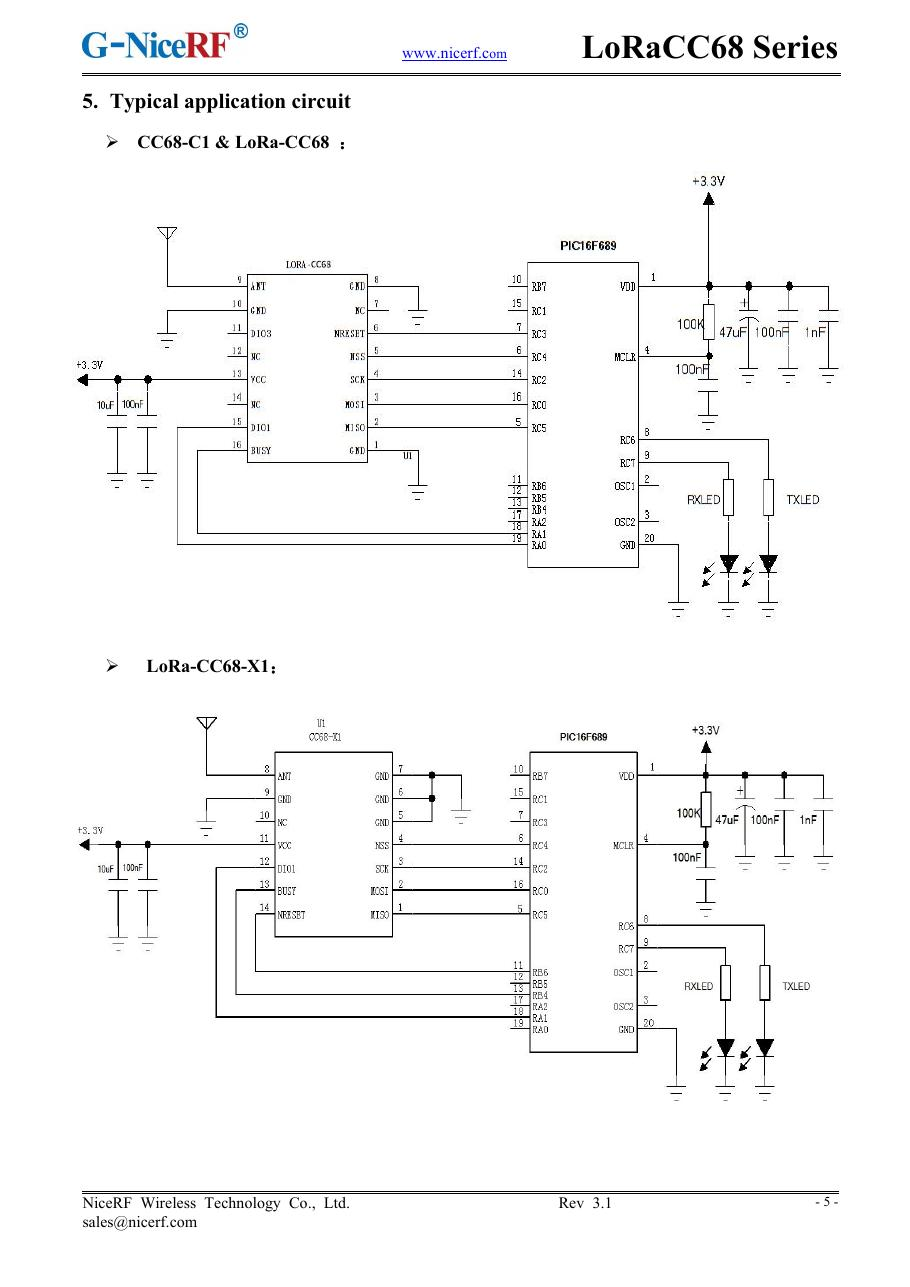 G-NiceRF®
www.nicerf.com
LoRaCC68 Series
5. Typical application circuit
➢ CC68-C1 & LoRa-CC68 ：
+3.3V
PIC16F689
LORA-CC68
9 ANT GND 8
10 GND NC 7
11 DIO3 NRESET 6
12 NC NSS 5
13 VCC SCK 4
14 NC MOSI 3
15 DIO1 MISO 2
16 BUSY GND 1
U1
+3.3V
10uF 100nF
10 RB7 VDD 1
15 RC1
7 RC3
6 RC4 MCLR 4
14 RC2
16 RC0
5 RC5
RC6 8
RC7 9
11 RB6 OSC1 2
12 RB5
13 RB4
17 RA2 OSC2 3
18 RA1
19 RA0 GND 20
100K + 47uF 100nF 1nF
100nF
RXLED TXLED
➢ LoRa-CC68-X1：
U1
CC68-X1
PIC16F689
+3.3V
8 ANT GND 7
9 GND GND 6
10 NC GND 5
11 VCC NSS 4
12 DIO1 SCK 3
13 BUSY MOSI 2
14 NRESET MISO 1
+3.3V
10uF 100nF
10 RB7 VDD 1
15 RC1
7 RC3
6 RC4 MCLR 4
14 RC2
16 RC0
5 RC5
RC6 8
RC7 9
11 RB6 OSC1 2
12 RB5
13 RB4
17 RA2 OSC2 3
18 RA1
19 RA0 GND 20
100K + 47uF 100nF 1nF
100nF
RXLED TXLED
NiceRF Wireless Technology Co., Ltd. Rev 3.1 - 5 -
sales@nicerf.com